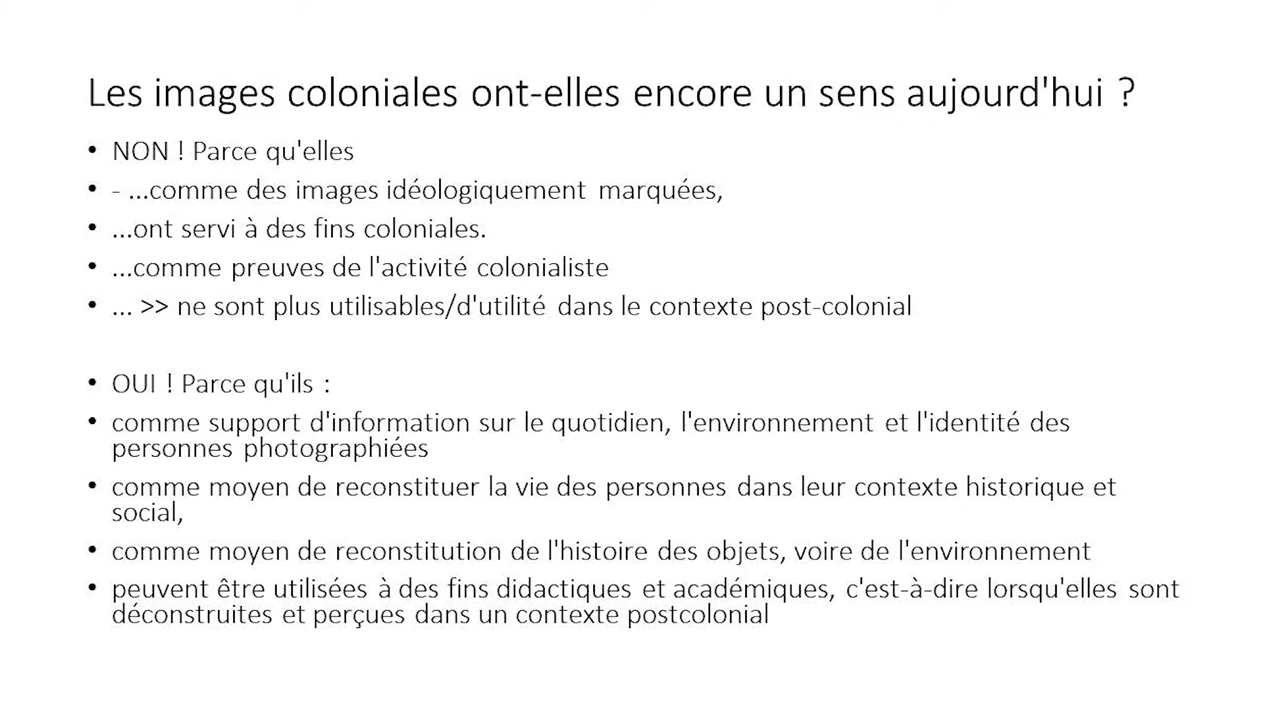 Les images coloniales ont-elles encore un sens aujourd'hui ?
• NON ! Parce qu'elles
• - ...comme des images idéologiquement marquées,
• ...ont servi à des fins coloniales.
• ...comme preuves de l'activité colonialiste
• ... >> ne sont plus utilisables/d'utilité dans le contexte post-colonial
• OUI ! Parce qu'ils :
• comme support d'information sur le quotidien, l'environnement et l'identité des
personnes photographiées
• comme moyen de reconstituer la vie des personnes dans leur contexte historique et
social,
• comme moyen de reconstitution de l'histoire des objets, voire de l'environnement
• peuvent être utilisées à des fins didactiques et académiques, c'est-à-dire lorsqu'elles sont
déconstruites et perçues dans un contexte postcolonial